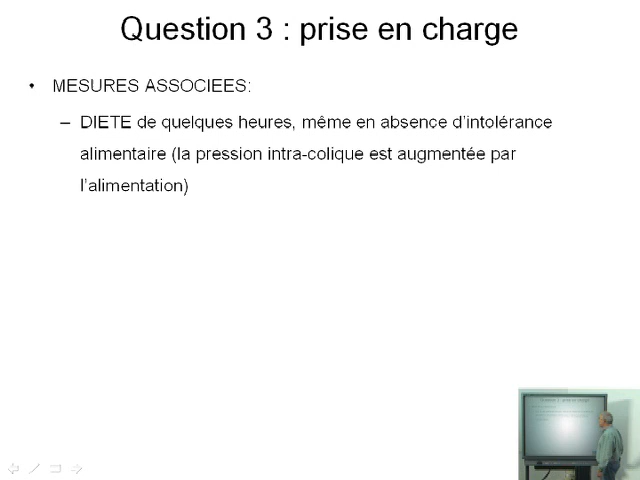 Question 3 : prise en charge
• MESURES ASSOCIEES:
– DIETE de quelques heures, même en absence d'intolérance
alimentaire (la pression intra-colique est augmentée par
l'alimentation)